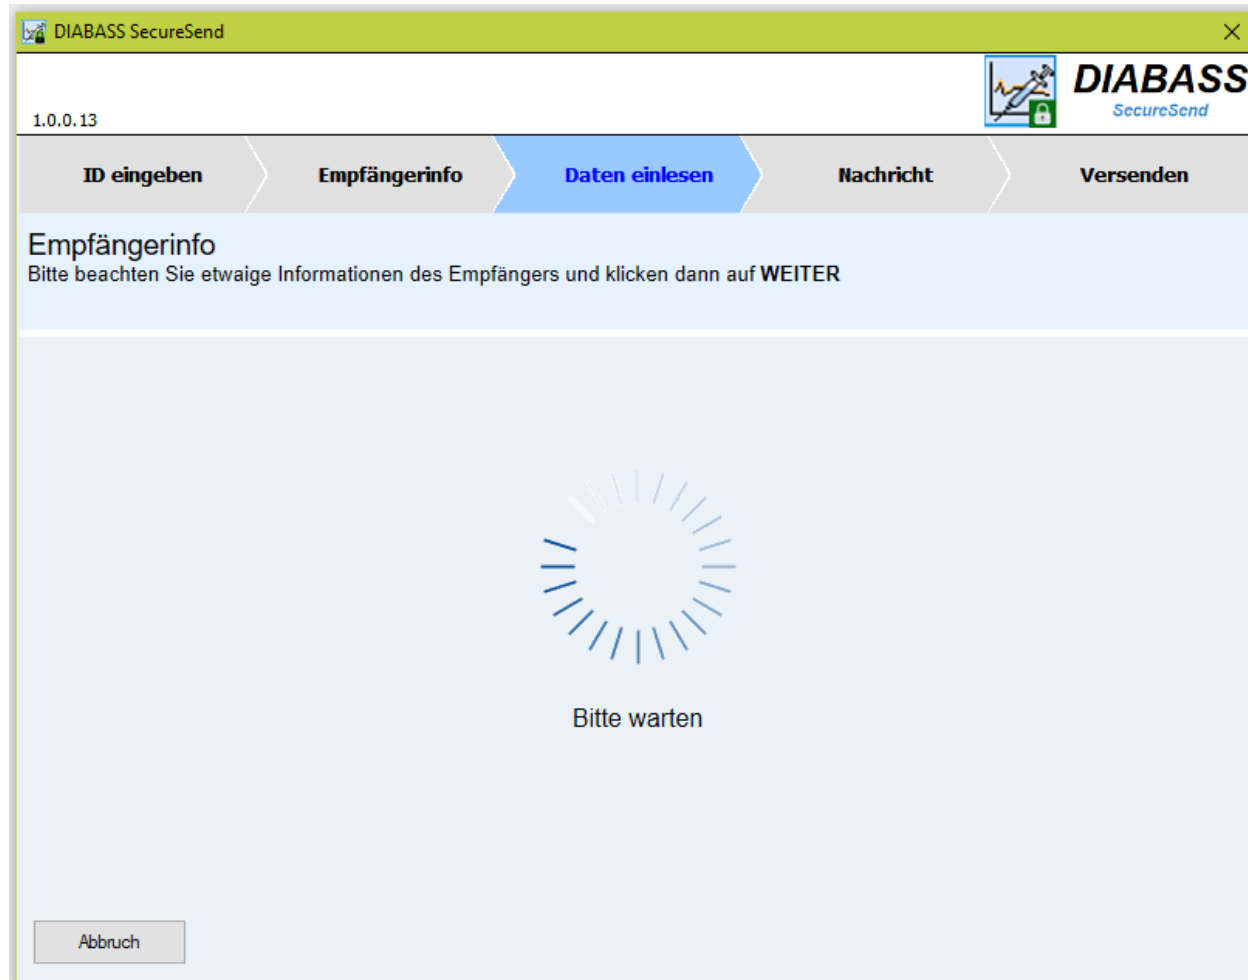 DIABASS SecureSend
DIABASS
SecureSend
1.0.0.13
ID eingeben
Empfängerinfo
Daten einlesen
Nachricht
Versenden
Empfängerinfo
Bitte beachten Sie etwaige Informationen des Empfängers und klicken dann auf WEITER
Bitte warten
Abbruch